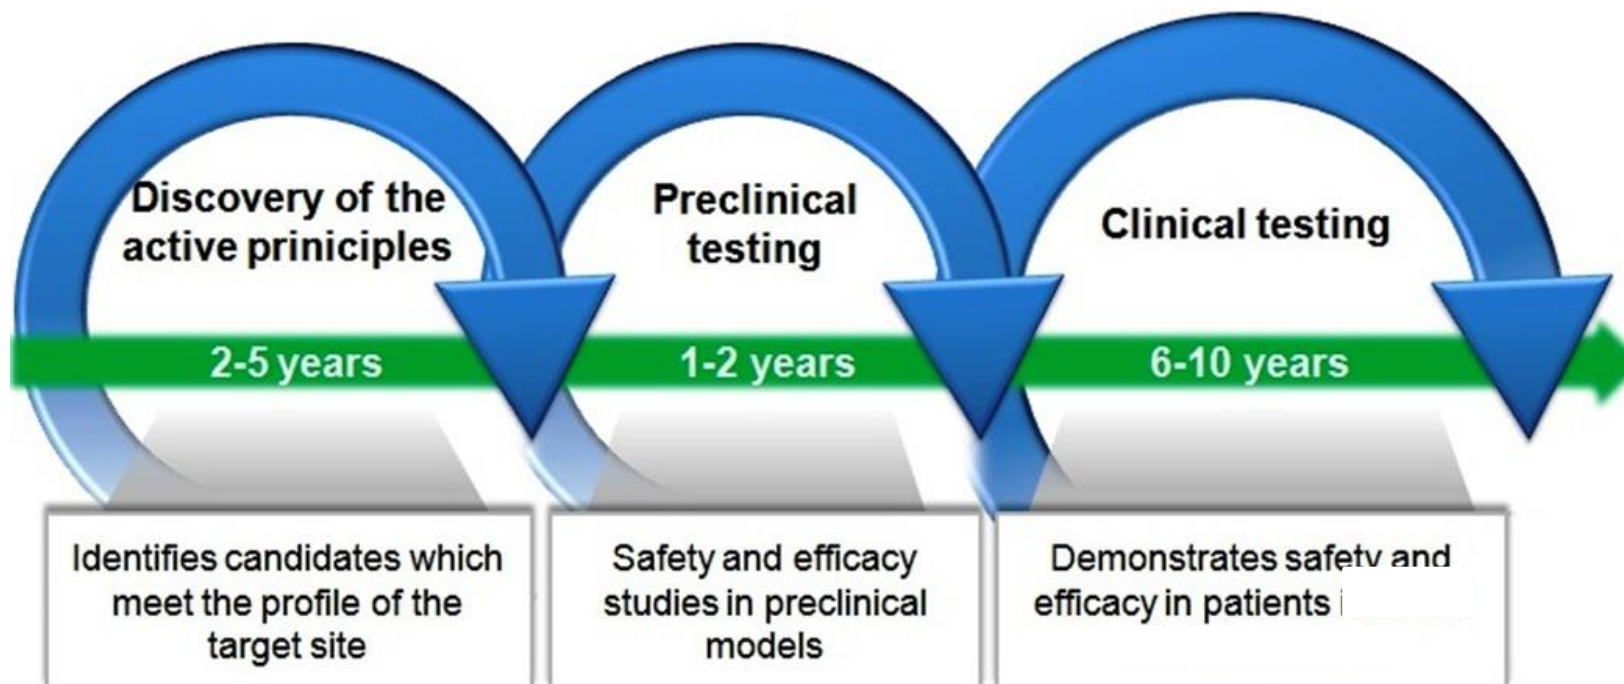 Discovery of the
active priniciples
Preclinical
testing
Clinical testing
2-5 years
1-2 years
6-10 years
Identifies candidates which
meet the profile of the
target site
Safety and efficacy
studies in preclinical
models
Demonstrates safety and
efficacy in patients